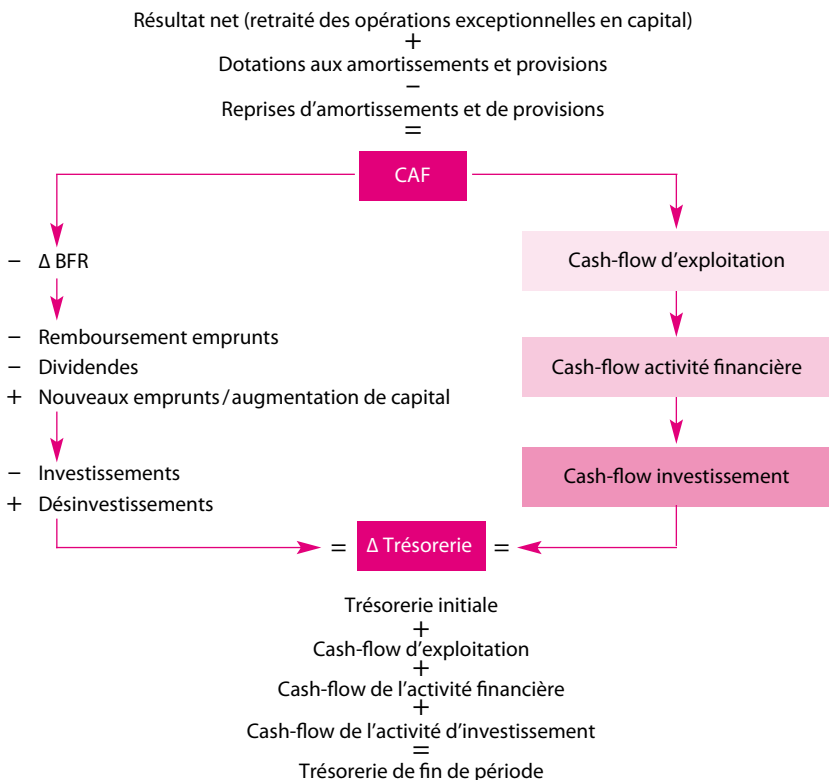 Résultat net (retraité des opérations exceptionnelles en capital)
+
Dotations aux amortissements et provisions
–
Reprises d’amortissements et de provisions
=
CAF
– Δ BFR
– Remboursement emprunts
– Dividendes
+ Nouveaux emprunts/augmentation de capital
– Investissements
+ Désinvestissements
Cash-flow d’exploitation
Cash-flow activité financière
Cash-flow investissement
= Δ Trésorerie =
Trésorerie initiale
+
Cash-flow d’exploitation
+
Cash-flow de l’activité financière
+
Cash-flow de l’activité d’investissement
=
Trésorerie de fin de période